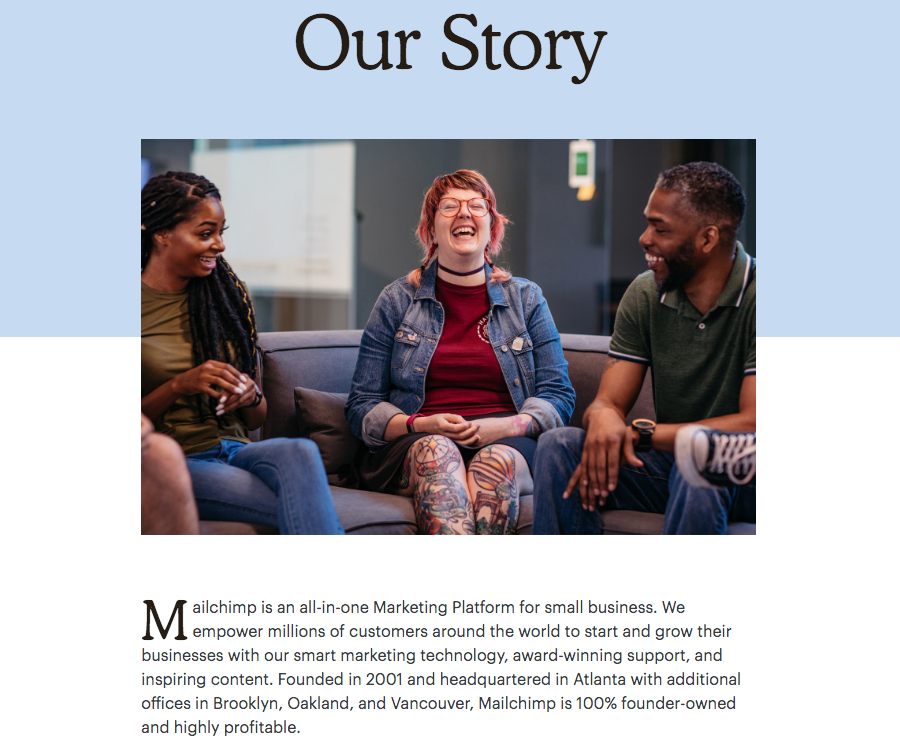 Our Story
Mailchimp is an all-in-one Marketing Platform for small business. We
empower millions of customers around the world to start and grow their
businesses with our smart marketing technology, award-winning support, and
inspiring content. Founded in 2001 and headquartered in Atlanta with additional
offices in Brooklyn, Oakland, and Vancouver, Mailchimp is 100% founder-owned
and highly profitable.